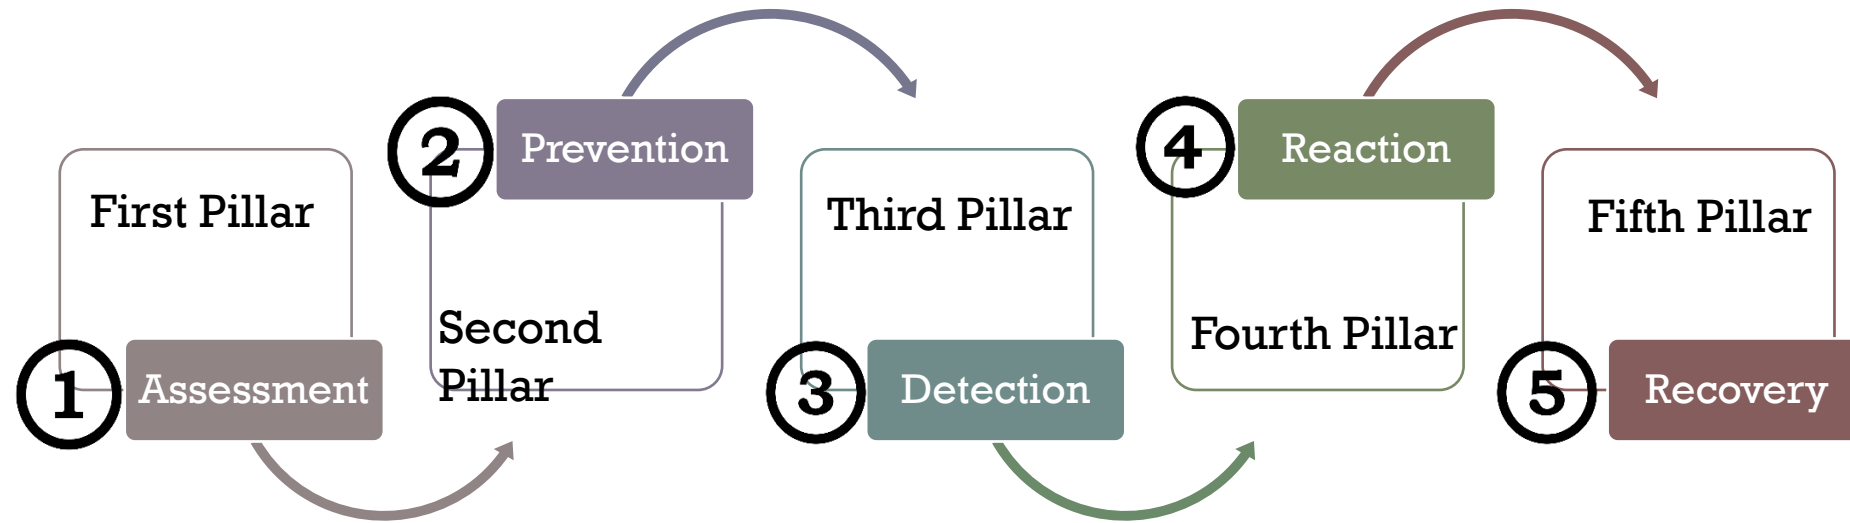 First Pillar
1
Assessment
2
Prevention
Second
Pillar
Third Pillar
3
Detection
4
Reaction
Fourth Pillar
Fifth Pillar
5
Recovery